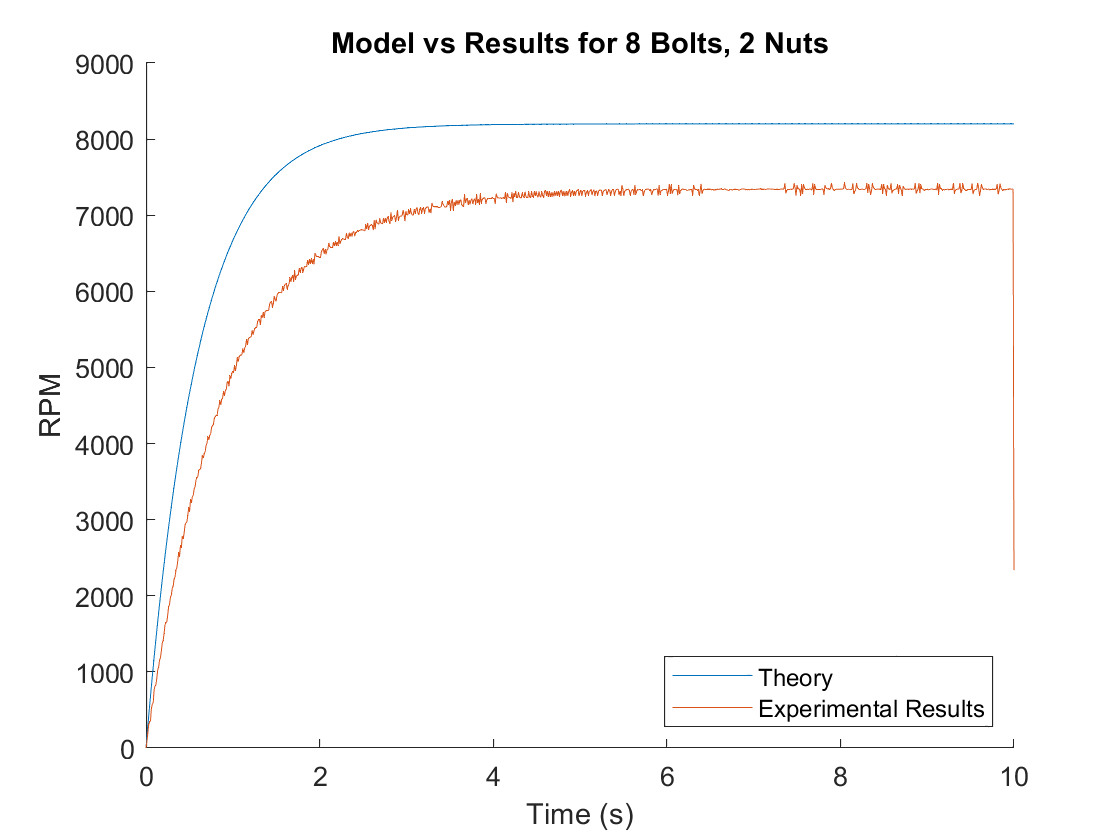 Model vs Results for 8 Bolts, 2 Nuts
9000
8000
7000
6000
5000
4000
3000
2000
1000
0
RPM
Theory
Experimental Results
0 2 4 6 8 10
Time (s)